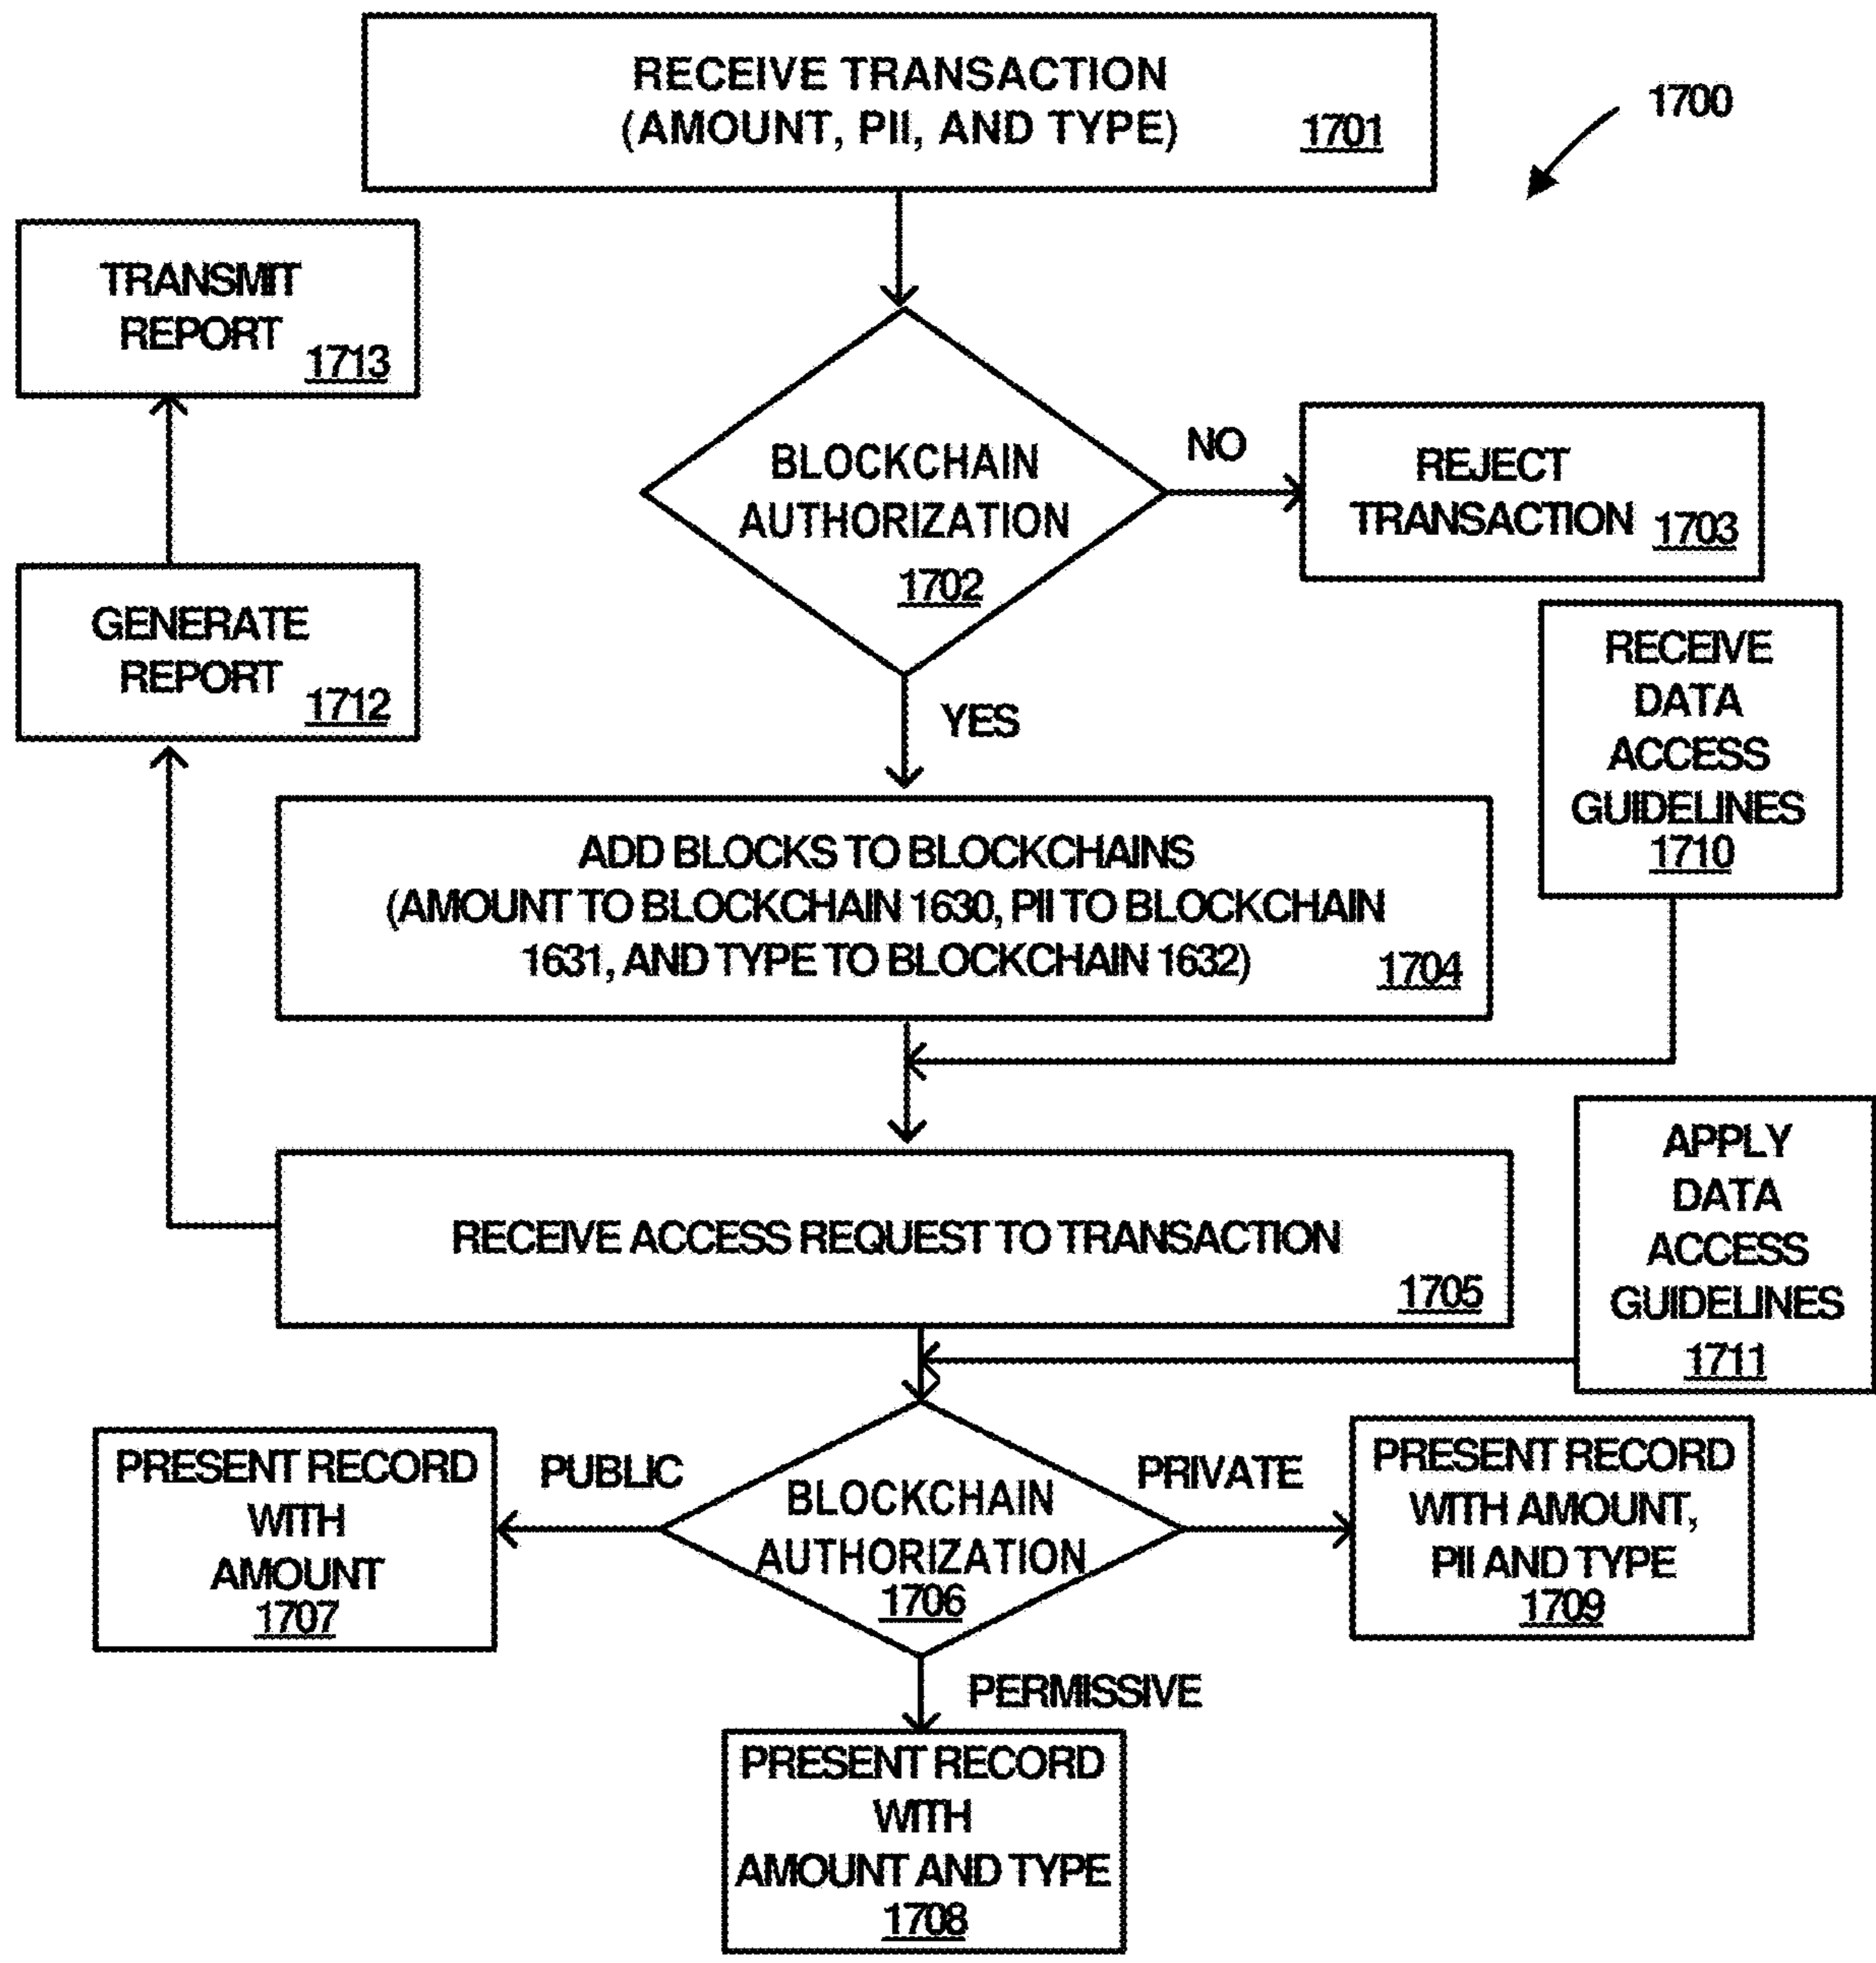 RECEIVE TRANSACTION
(AMOUNT, PII, AND TYPE)
1701
1700
TRANSMIT
REPORT
1713
BLOCKCHAIN
AUTHORIZATION
1702
NO
REJECT
TRANSACTION
1703
GENERATE
REPORT
1712
YES
RECEIVE
DATA
ACCESS
GUIDELINES
1710
ADD BLOCKS TO BLOCKCHAINS
(AMOUNT TO BLOCKCHAIN 1630, PII TO BLOCKCHAIN
1631, AND TYPE TO BLOCKCHAIN 1632)
1704
RECEIVE ACCESS REQUEST TO TRANSACTION
1705
APPLY
DATA
ACCESS
GUIDELINES
1711
PRESENT RECORD
WITH
AMOUNT
1707
PUBLIC
BLOCKCHAIN
AUTHORIZATION
1706
PRIVATE
PRESENT RECORD
WITH AMOUNT,
PII AND TYPE
1709
PERMISSIVE
PRESENT RECORD
WITH
AMOUNT AND TYPE
1708